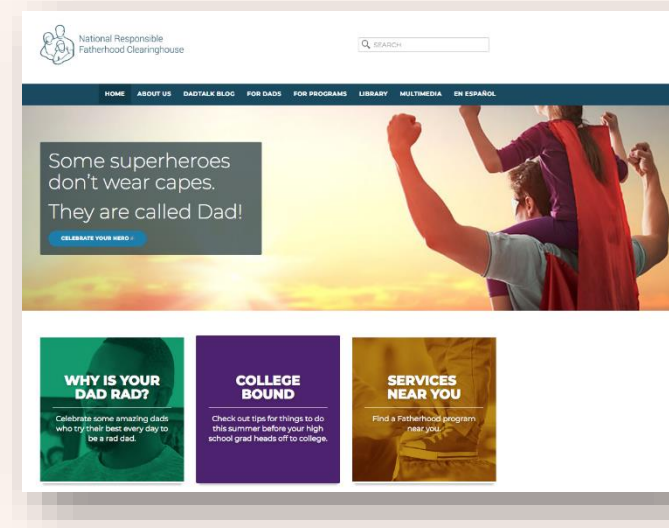 National Responsible
Fatherhood Clearinghouse
SEARCH
HOME ABOUT US DADTALK BLOG FOR DADS FOR PROGRAMS LIBRARY MULTIMEDIA EN ESPAÑOL
Some superheroes
don't wear capes.
They are called Dad!
CELEBRATE YOUR HERO »
WHY IS YOUR
DAD RAD?
Celebrate some amazing dads
who try their best every day to
be a rad dad.
COLLEGE
BOUND
Check out tips for things to do
this summer before your high
school grad heads off to college.
SERVICES
NEAR YOU
Find a Fatherhood program
near you.